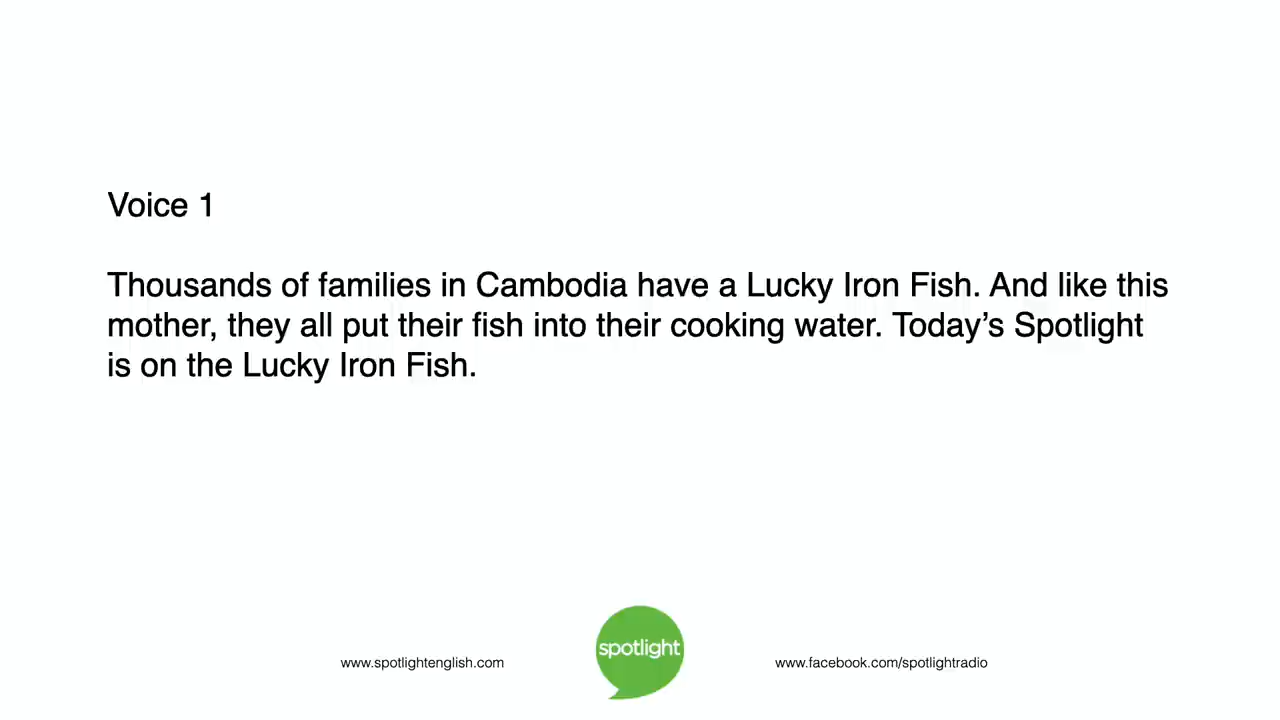 Voice 1
Thousands of families in Cambodia have a Lucky Iron Fish. And like this
mother, they all put their fish into their cooking water. Today’s Spotlight
is on the Lucky Iron Fish.
www.spotlightenglish.com
spotlight
www.facebook.com/spotlightradio